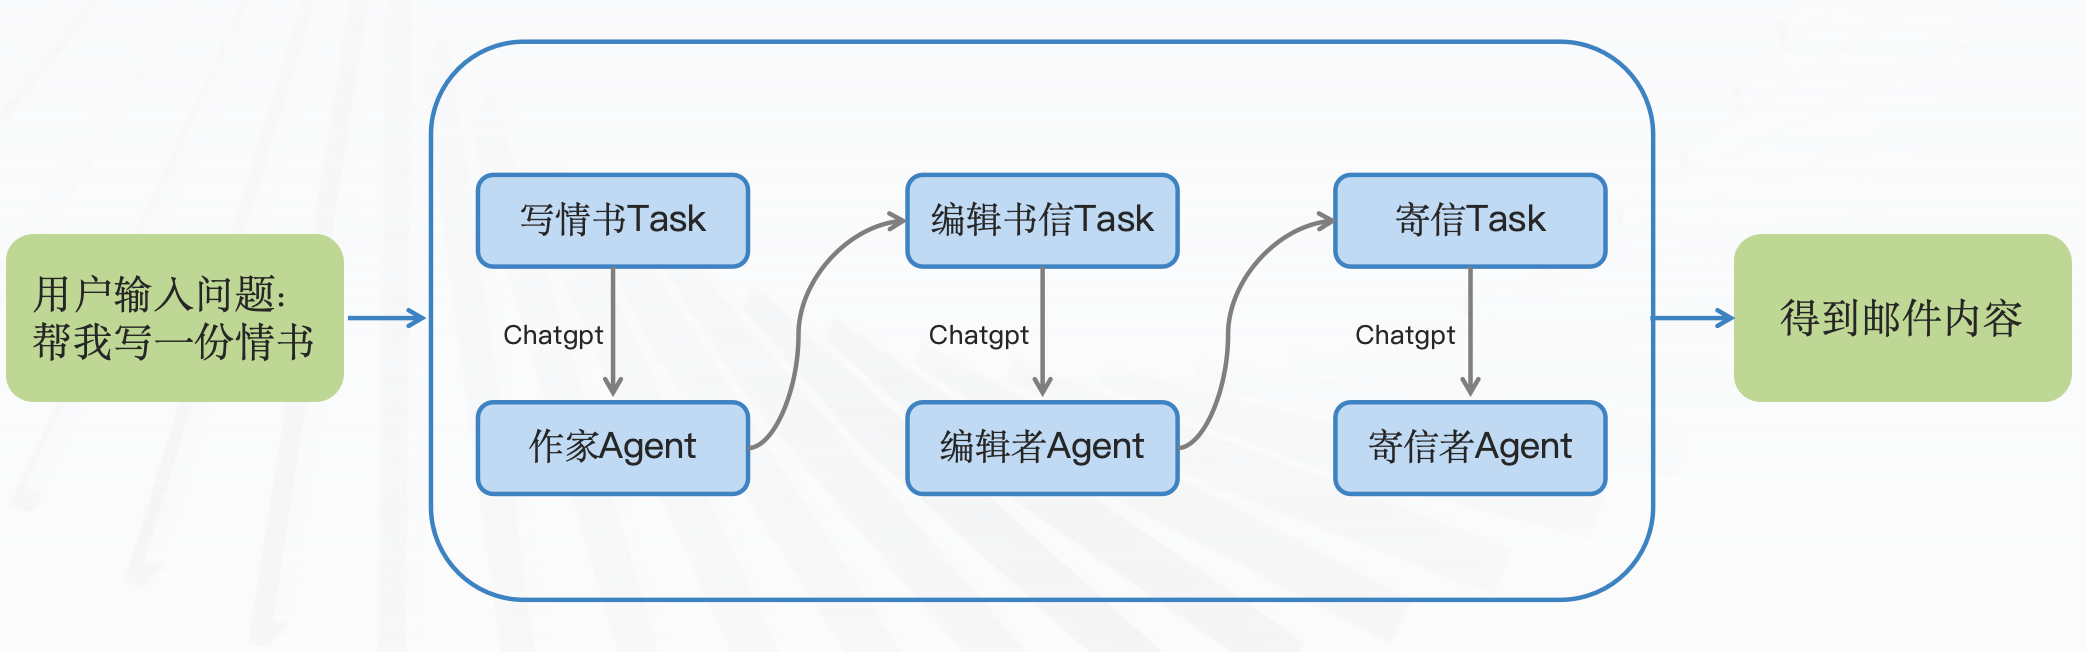 用户输入问题:
帮我写一份情书
写情书Task
Chatgpt
作家Agent
编辑书信Task
Chatgpt
编辑者Agent
寄信Task
Chatgpt
寄信者Agent
得到邮件内容